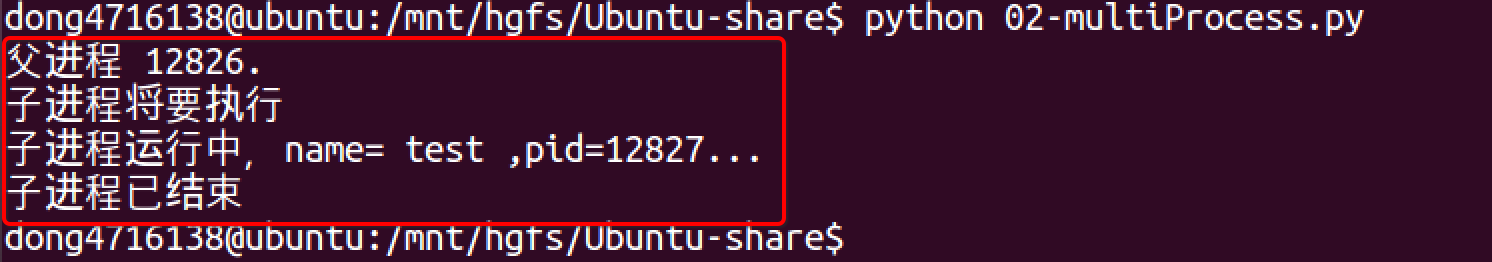 dong4716138@ubuntu:/mnt/hgfs/Ubuntu-share$ python 02-multiProcess.py
父进程 12826.
子进程将要执行
子进程运行中, name= test ,pid=12827...
子进程已结束
dong4716138@ubuntu:/mnt/hgfs/Ubuntu-share$